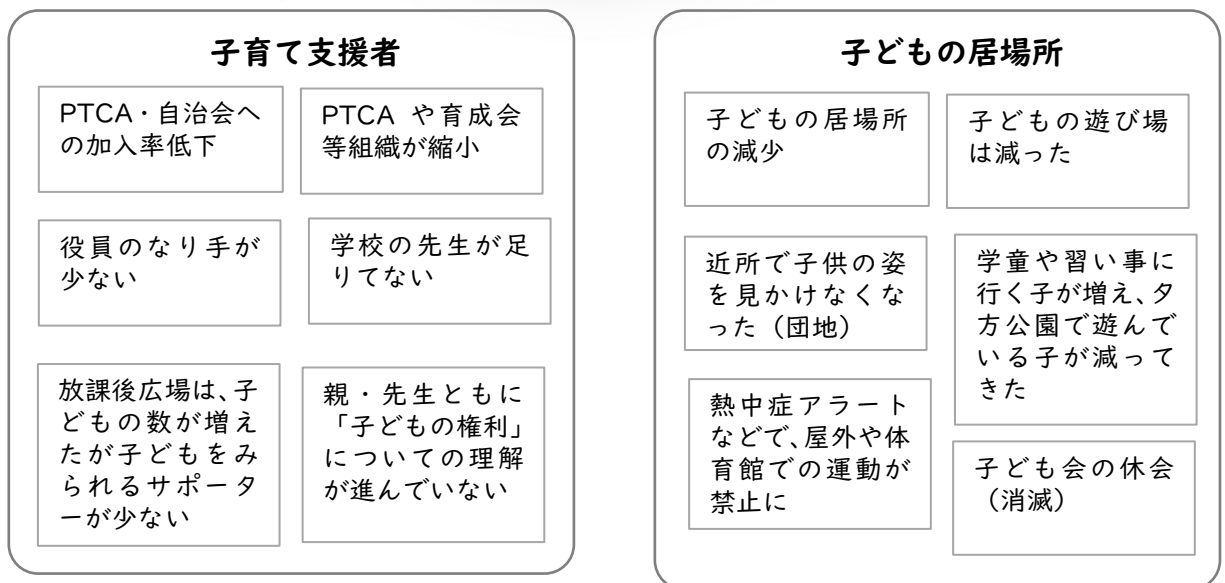 子育て支援者
PTCA・自治会へ
の加入率低下
PTCA や育成会
等組織が縮小
役員のなり手が
少ない
学校の先生が足
りてない
放課後広場は、子
どもの数が増え
たが子どもをみ
られるサポータ
ーが少ない
親・先生ともに
「子どもの権利」
についての理解
が進んでいない
子どもの居場所
子どもの居場所
の減少
子どもの遊び場
は減った
近所で子供の姿
を見かけなくな
った（団地）
学童や習い事に
行く子が増え、夕
方公園で遊んで
いる子が減って
きた
熱中症アラート
などで、屋外や体
育館での運動が
禁止に
子ども会の休会
（消滅）